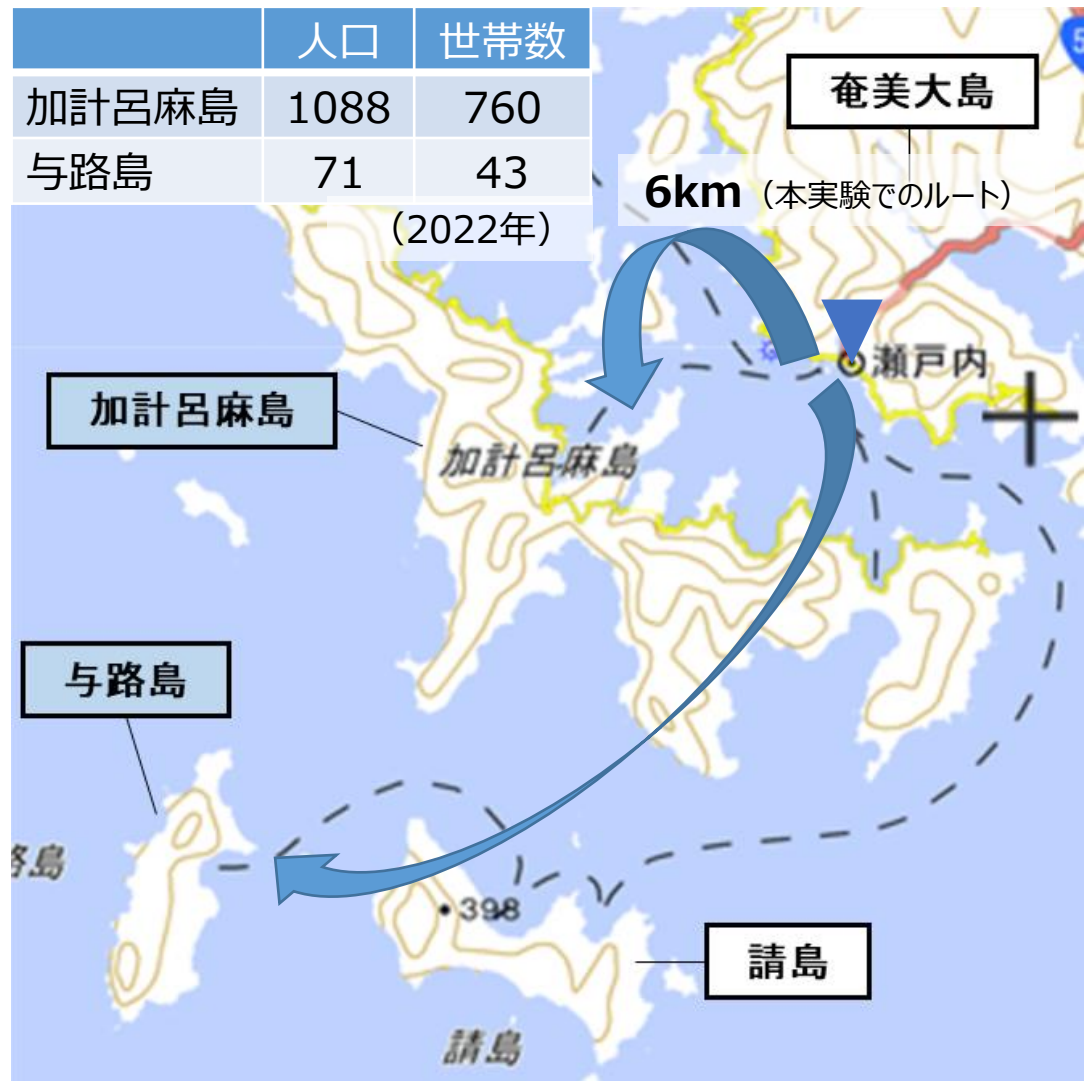 人口 世帯数
加計呂麻島 1088 760
与路島 71 43
（2022年）
5
奄美大島
6km（本実験でのルート）
瀬戸内
加計呂麻島
加計呂麻島
与路島
路島
398
請島
請島